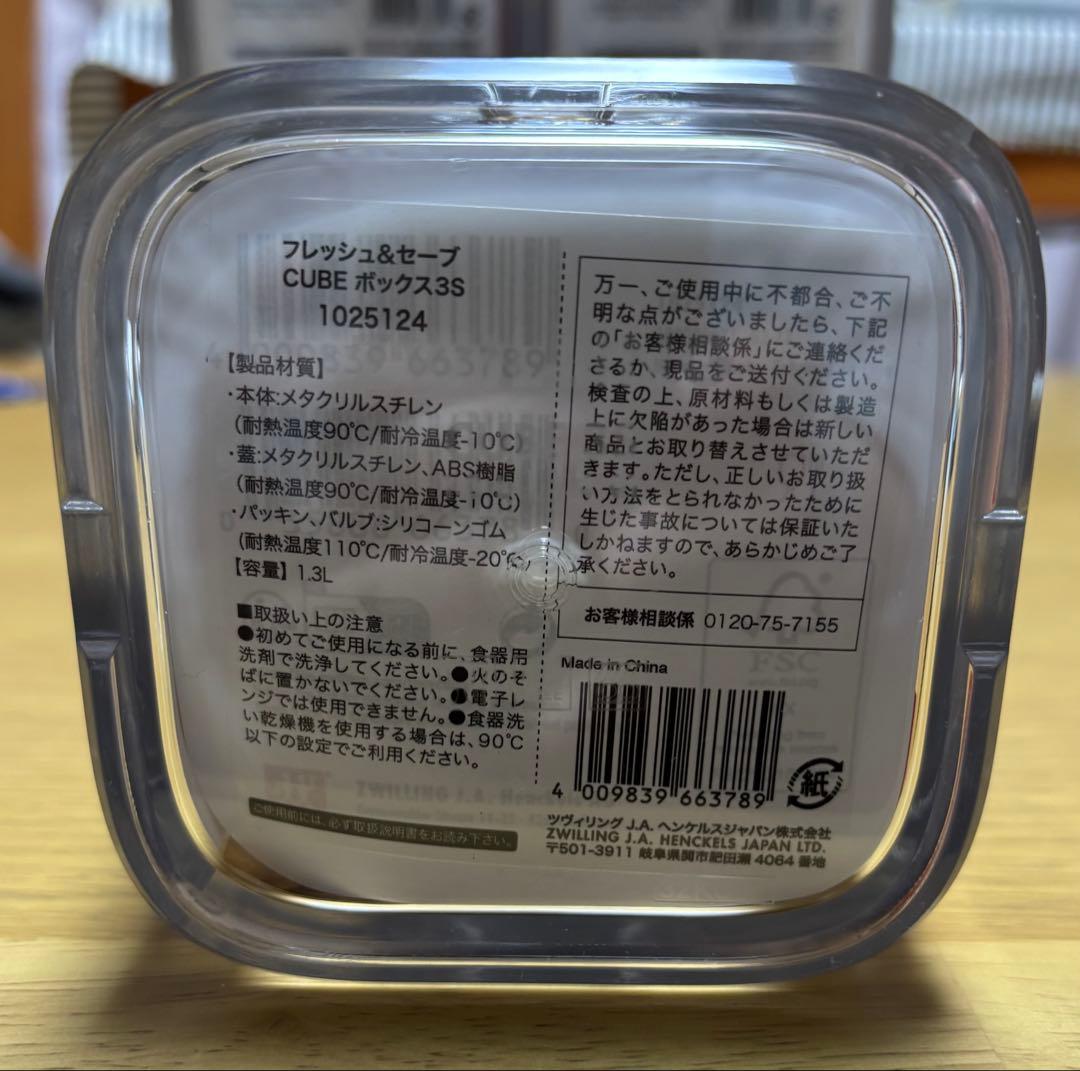 フレッシュ&セーブ
CUBE ボックス3S
1025124
【製品材質】
・本体:メタクリルスチレン
(耐熱温度90℃/耐冷温度-10℃)
・蓋:メタクリルスチレン、ABS樹脂
(耐熱温度90℃/耐冷温度-10℃)
・パッキン、バルブ:シリコーンゴム
(耐熱温度110℃/耐冷温度-20℃)
【容量】1.3L
■取扱い上の注意
●初めてご使用になる前に、食器用
洗剤で洗浄してください。●火のそ
ばに置かないでください。●電子レ
ンジでは使用できません。●食器洗
い乾燥機を使用する場合は、90℃
以下の設定でご利用ください。
ご使用前には、必ず取扱説明書をお読み下さい。
万一、ご使用中に不都合、ご不
明な点がございましたら、下記
の「お客様相談係」にご連絡くだ
さるか、現品をご送付ください。
検査の上、原材料もしくは製造
上に欠陥があった場合は新しい
商品とお取り替えさせていただ
きます。ただし、正しいお取り扱
い方法をとられなかったために
生じた事故については保証いた
しかねますので、あらかじめご了
承ください。
お客様相談係 0120-75-7155
Made in China
4 009839 663789
紙
ツヴィリング J.A. ヘンケルスジャパン株式会社
ZWILLING J.A. HENCKELS JAPAN LTD.
〒501-3911 岐阜県関市肥田瀬 4064 番地
FSC
ZWILLING J.A. Henckels